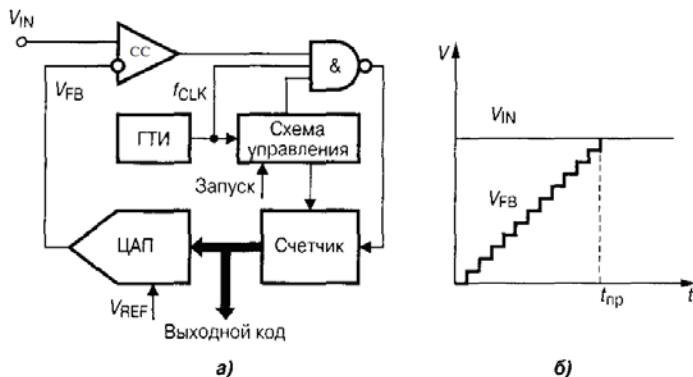 V_IN
CC
V_FB
&
f_CLK
ГТИ
Схема
управления
Запуск
ЦАП
Счетчик
V_REF
Выходной код
а)
V
V_IN
V_FB
t_пр
t
б)